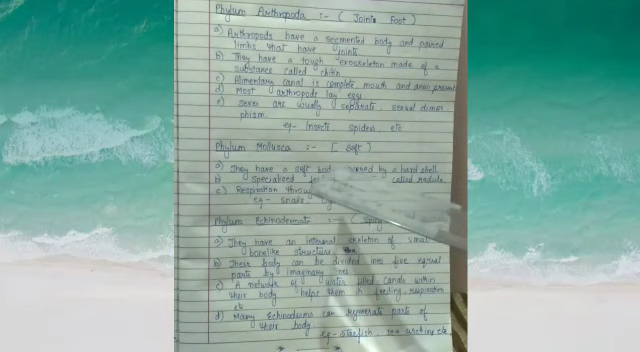 Phylum Arthropoda :- ( Joint Foot )
a) Arthropods have a segmented body and paired
limbs that have joints.
b) They have a tough exoskeleton made of a
substance called chitin
c) Alimentary canal is complete, mouth and anus present
d) Most arthropods lay eggs.
e) Sexes are usually separate, sexual dimor-
phism.
eg- Insects, spiders, etc
Phylum Mollusca :- [ Soft )
a) They have a soft body covered by a hard shell
b) Specialised called radula
c) Respiration through
eg - Snails
Phylum Echinodermata :- (
a) They have an internal skeleton of small
bonelike structure
b) Their body can be divided into five equal
parts by imaginary
c) A network of water filled canals within
their body helps them in feeding, respiration
etc
d) Many Echinoderms can regenerate parts of
their body.
eg- starfish, sea urchins etc